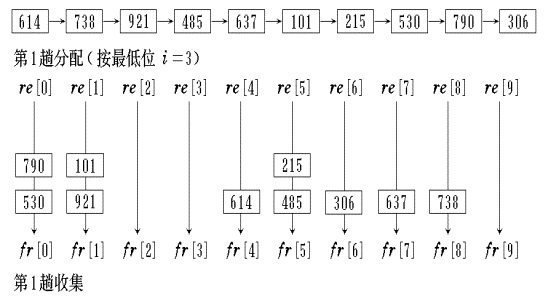 614 738 921 485 637 101 215 530 790 306
第1趟分配（按最低位 i=3）
re[0] re[1] re[2] re[3] re[4] re[5] re[6] re[7] re[8] re[9]
790 101 215
530 921 614 485 306 637 738
fr[0] fr[1] fr[2] fr[3] fr[4] fr[5] fr[6] fr[7] fr[8] fr[9]
第1趟收集